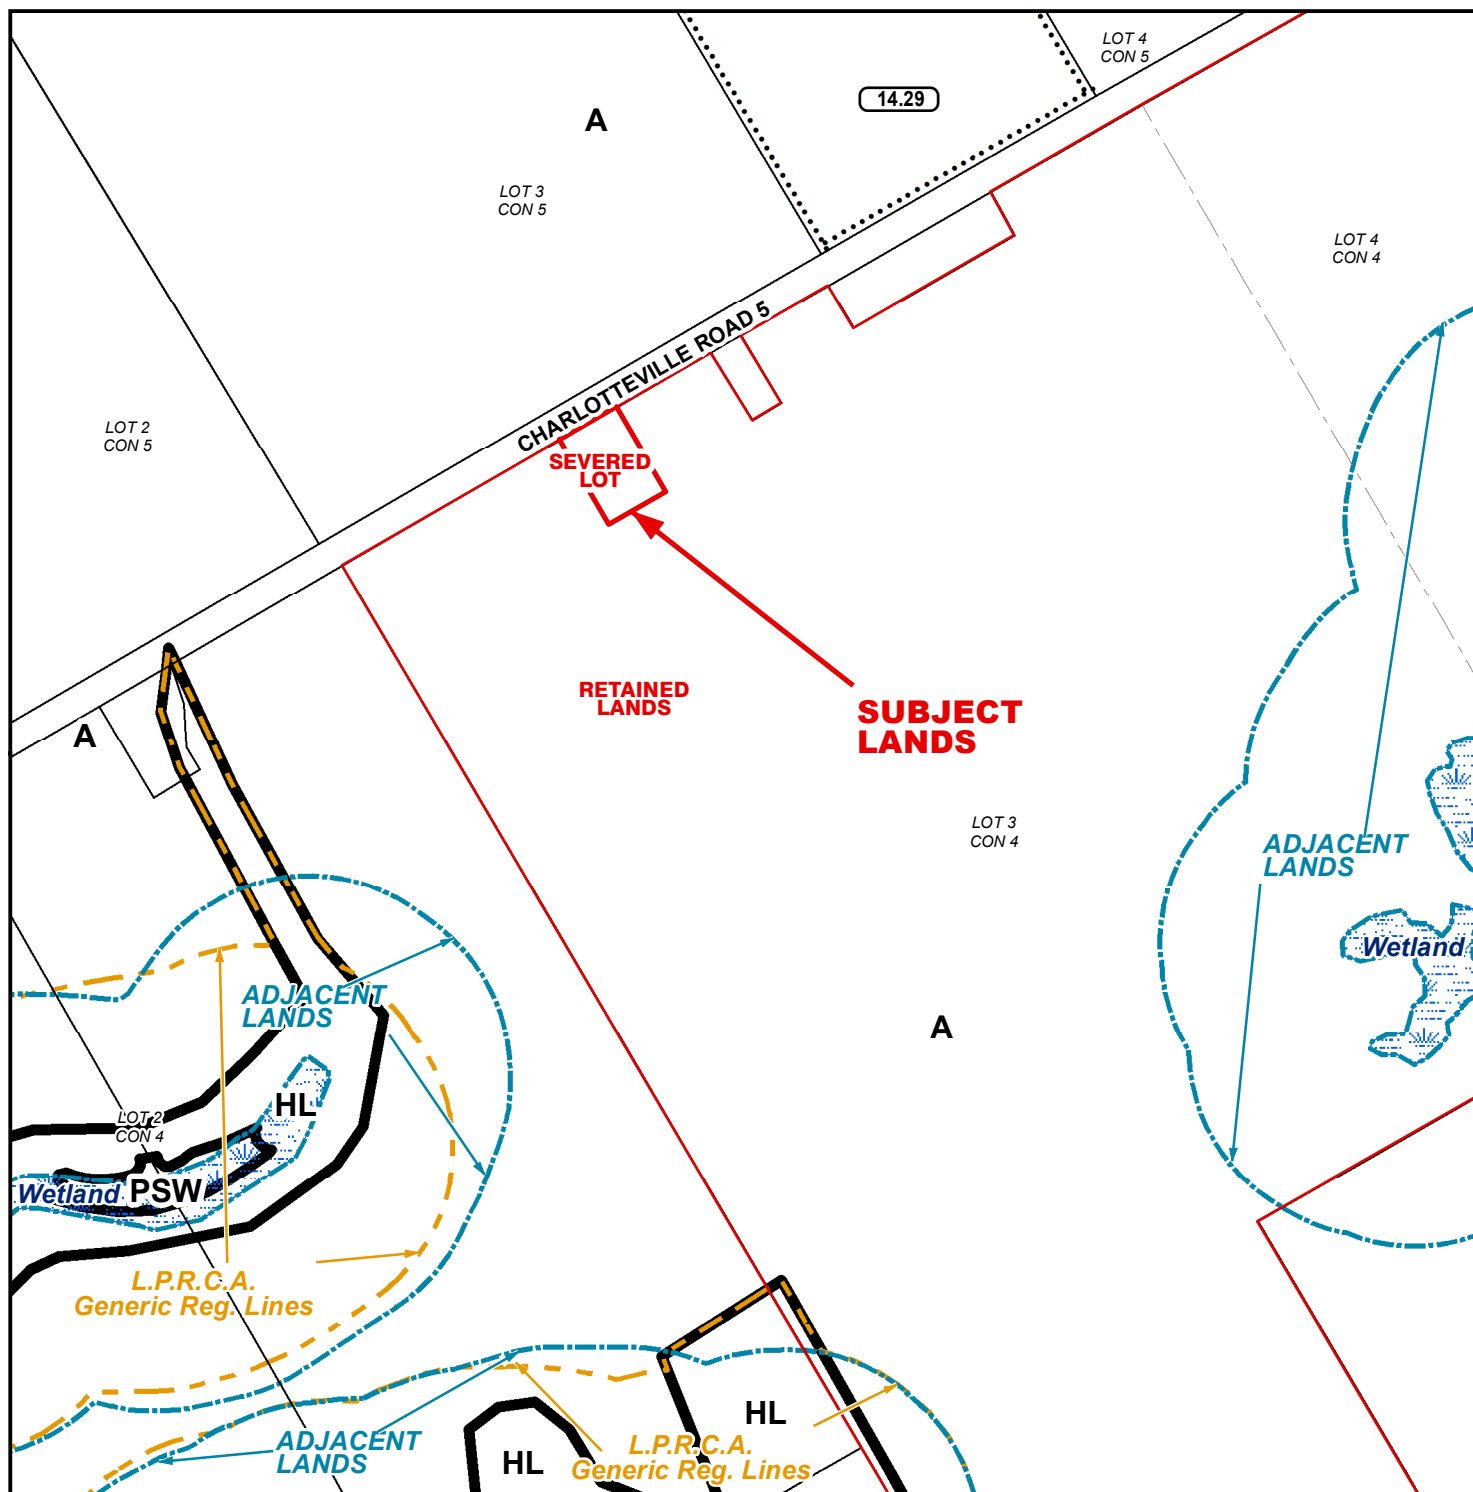 LOT 4
CON 5
14.29
A
LOT 3
CON 5
LOT 4
CON 4
CHARLOTTEVILLE ROAD 5
LOT 2
CON 5
SEVERED
LOT
RETAINED
LANDS
SUBJECT
LANDS
A
LOT 3
CON 4
ADJACENT
LANDS
Wetland
ADJACENT
LANDS
A
HL
LOT 2
CON 4
Wetland
PSW
L.P.R.C.A.
Generic Reg. Lines
HL
ADJACENT
LANDS
HL
L.P.R.C.A.
Generic Reg. Lines